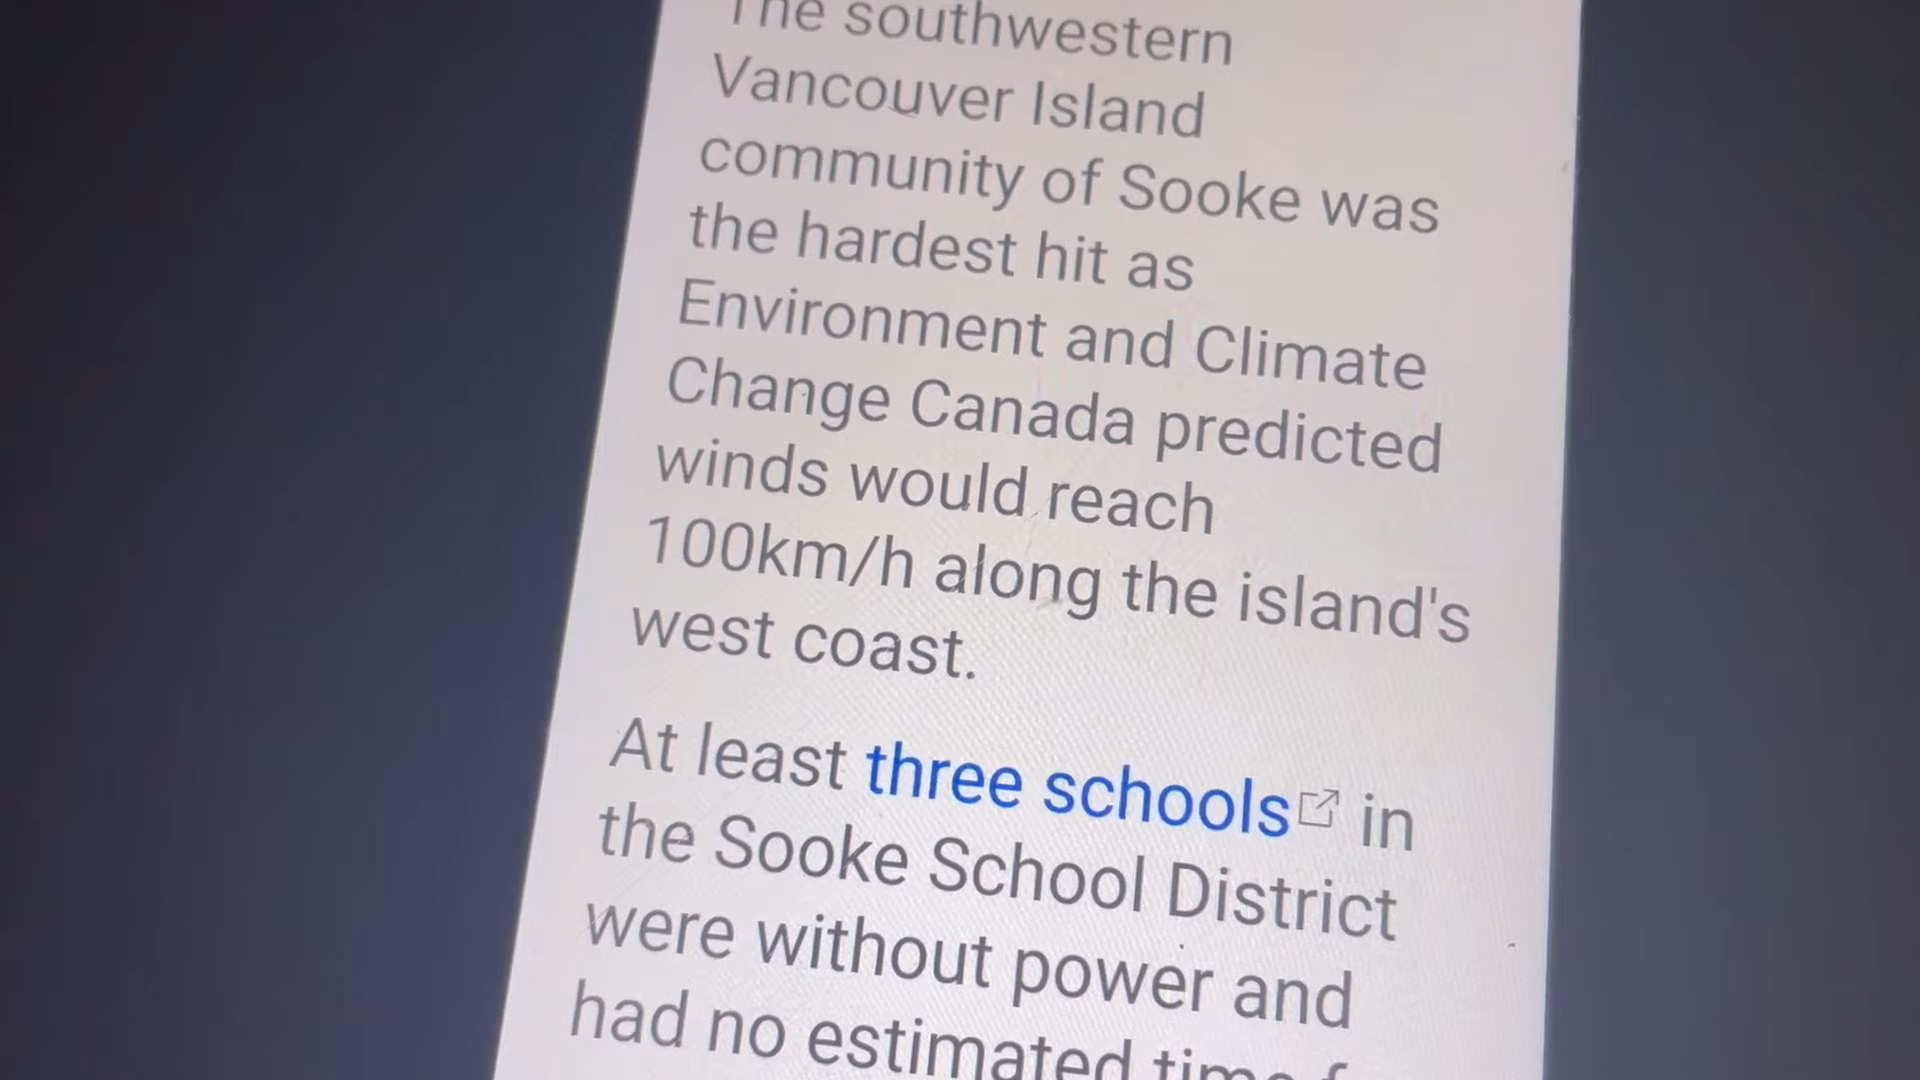 The southwestern
Vancouver Island
community of Sooke was
the hardest hit as
Environment and Climate
Change Canada predicted
winds would reach
100km/h along the island's
west coast.
At least three schools in
the Sooke School District
were without power and
had no estimated time